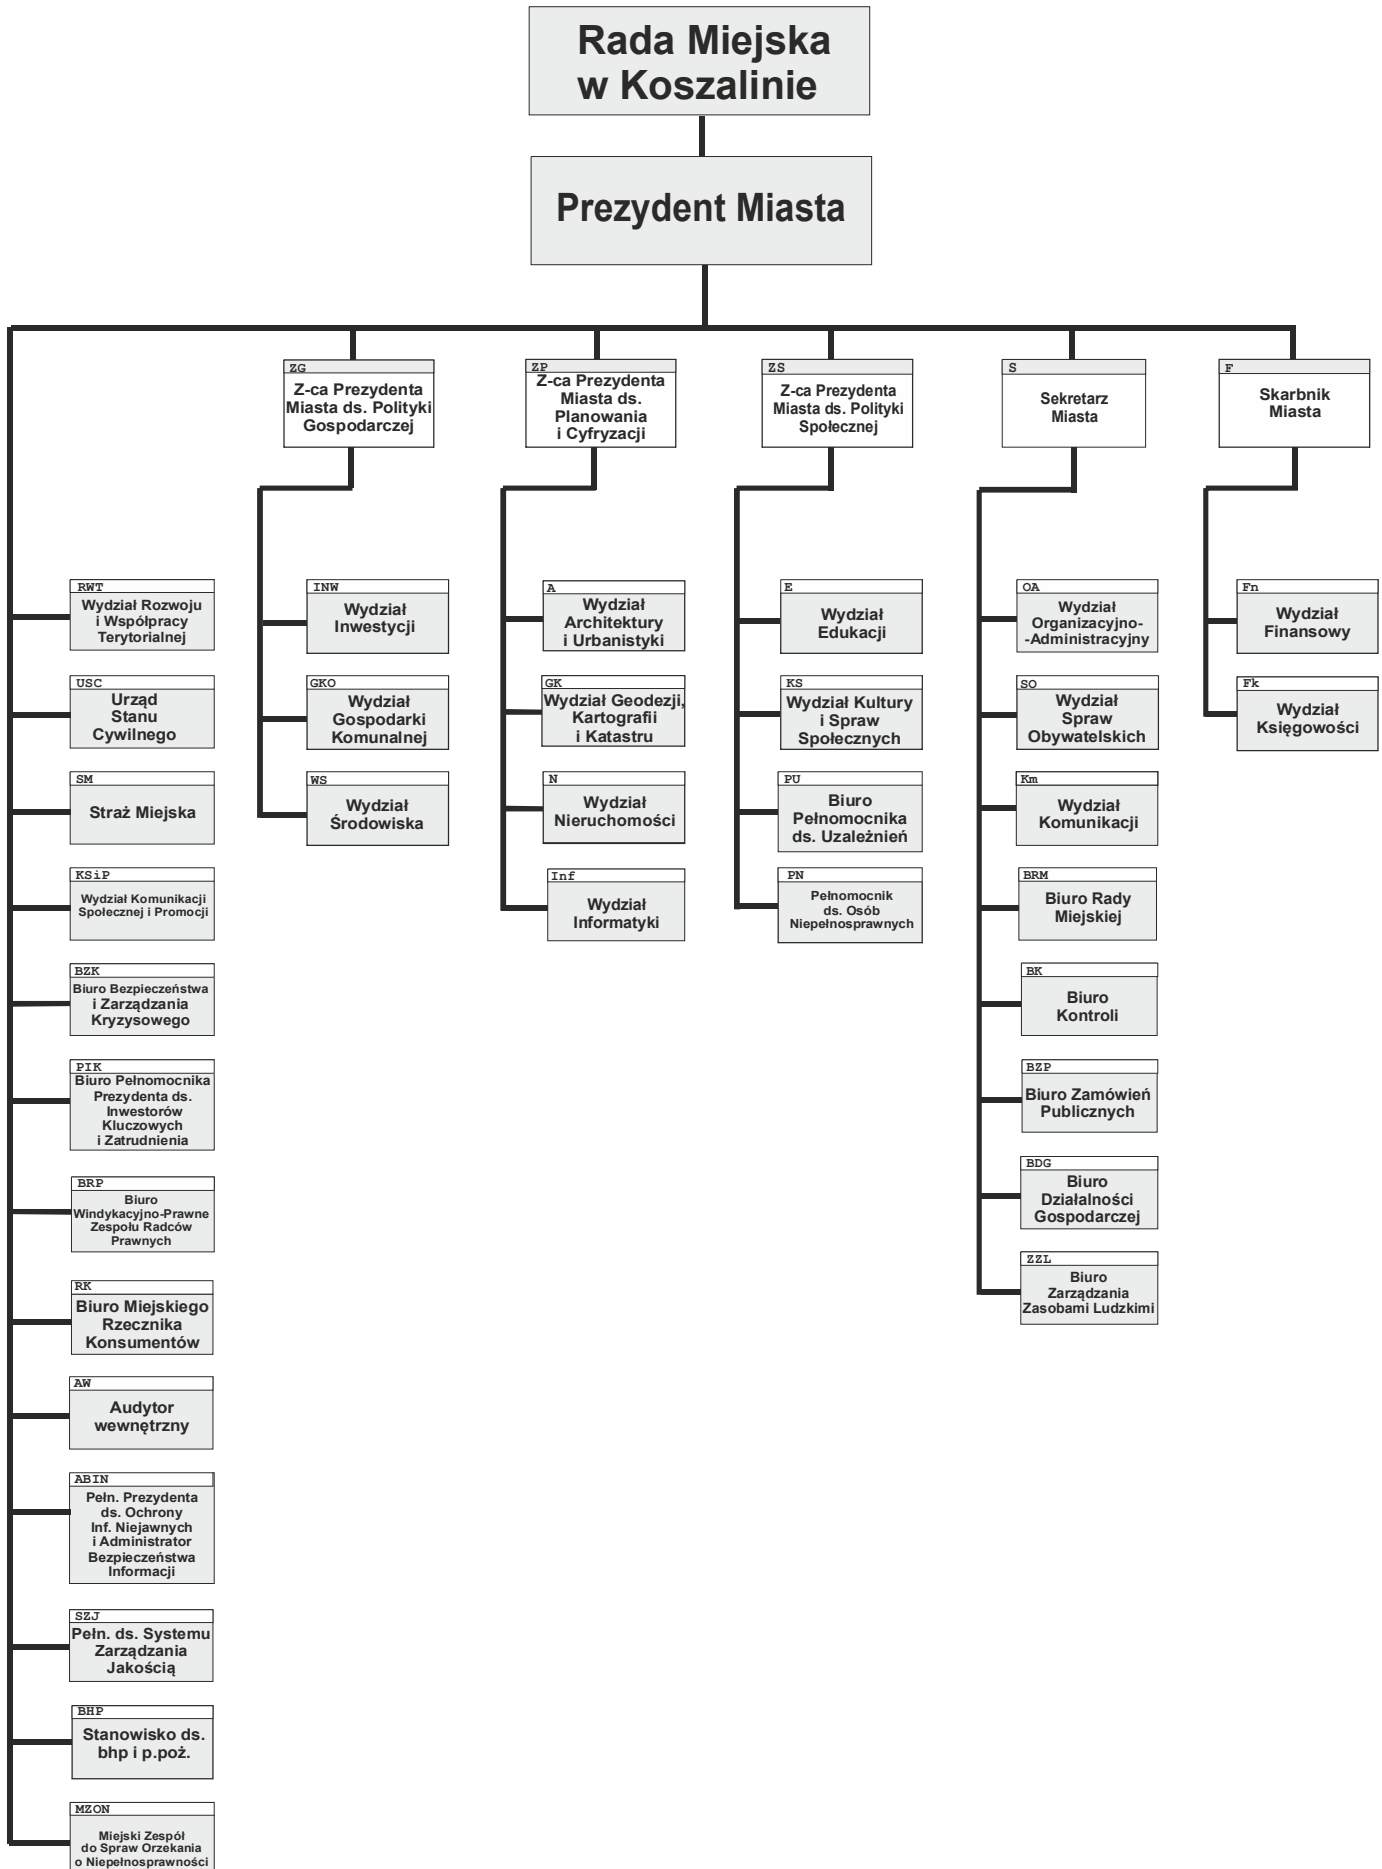 Rada Miejska
w Koszalinie
Prezydent Miasta
ZG
Z-ca Prezydenta
Miasta ds. Polityki
Gospodarczej
ZP
Z-ca Prezydenta
Miasta ds.
Planowania
i Cyfryzacji
ZS
Z-ca Prezydenta
Miasta ds. Polityki
Społecznej
S
Sekretarz
Miasta
F
Skarbnik
Miasta
RWT
Wydział Rozwoju
i Współpracy
Terytorialnej
USC
Urząd
Stanu
Cywilnego
SM
Straż Miejska
KSiP
Wydział Komunikacji
Społecznej i Promocji
BZK
Biuro Bezpieczeństwa
i Zarządzania
Kryzysowego
PIK
Biuro Pełnomocnika
Prezydenta ds.
Inwestorów
Kluczowych
i Zatrudnienia
BRP
Biuro
Windykacyjno-Prawne
Zespołu Radców
Prawnych
RK
Biuro Miejskiego
Rzecznika
Konsumentów
AW
Audytor
wewnętrzny
ABIN
Pełn. Prezydenta
ds. Ochrony
Inf. Niejawnych
i Administrator
Bezpieczeństwa
Informacji
SZJ
Pełn. ds. Systemu
Zarządzania
Jakością
BHP
Stanowisko ds.
bhp i p.poż.
MZON
Miejski Zespół
do Spraw Orzekania
o Niepełnosprawności
INW
Wydział
Inwestycji
GKO
Wydział
Gospodarki
Komunalnej
WS
Wydział
Środowiska
A
Wydział
Architektury
i Urbanistyki
GK
Wydział Geodezji,
Kartografii
i Katastru
N
Wydział
Nieruchomości
Inf
Wydział
Informatyki
E
Wydział
Edukacji
KS
Wydział Kultury
i Spraw
Społecznych
PU
Biuro
Pełnomocnika
ds. Uzależnień
PN
Pełnomocnik
ds. Osób
Niepełnosprawnych
OA
Wydział
Organizacyjno-
-Administracyjny
SO
Wydział
Spraw
Obywatelskich
Km
Wydział
Komunikacji
BRM
Biuro Rady
Miejskiej
BK
Biuro
Kontroli
BZP
Biuro Zamówień
Publicznych
BDG
Biuro
Działalności
Gospodarczej
ZZL
Biuro
Zarządzania
Zasobami Ludzkimi
Fn
Wydział
Finansowy
Fk
Wydział
Księgowości